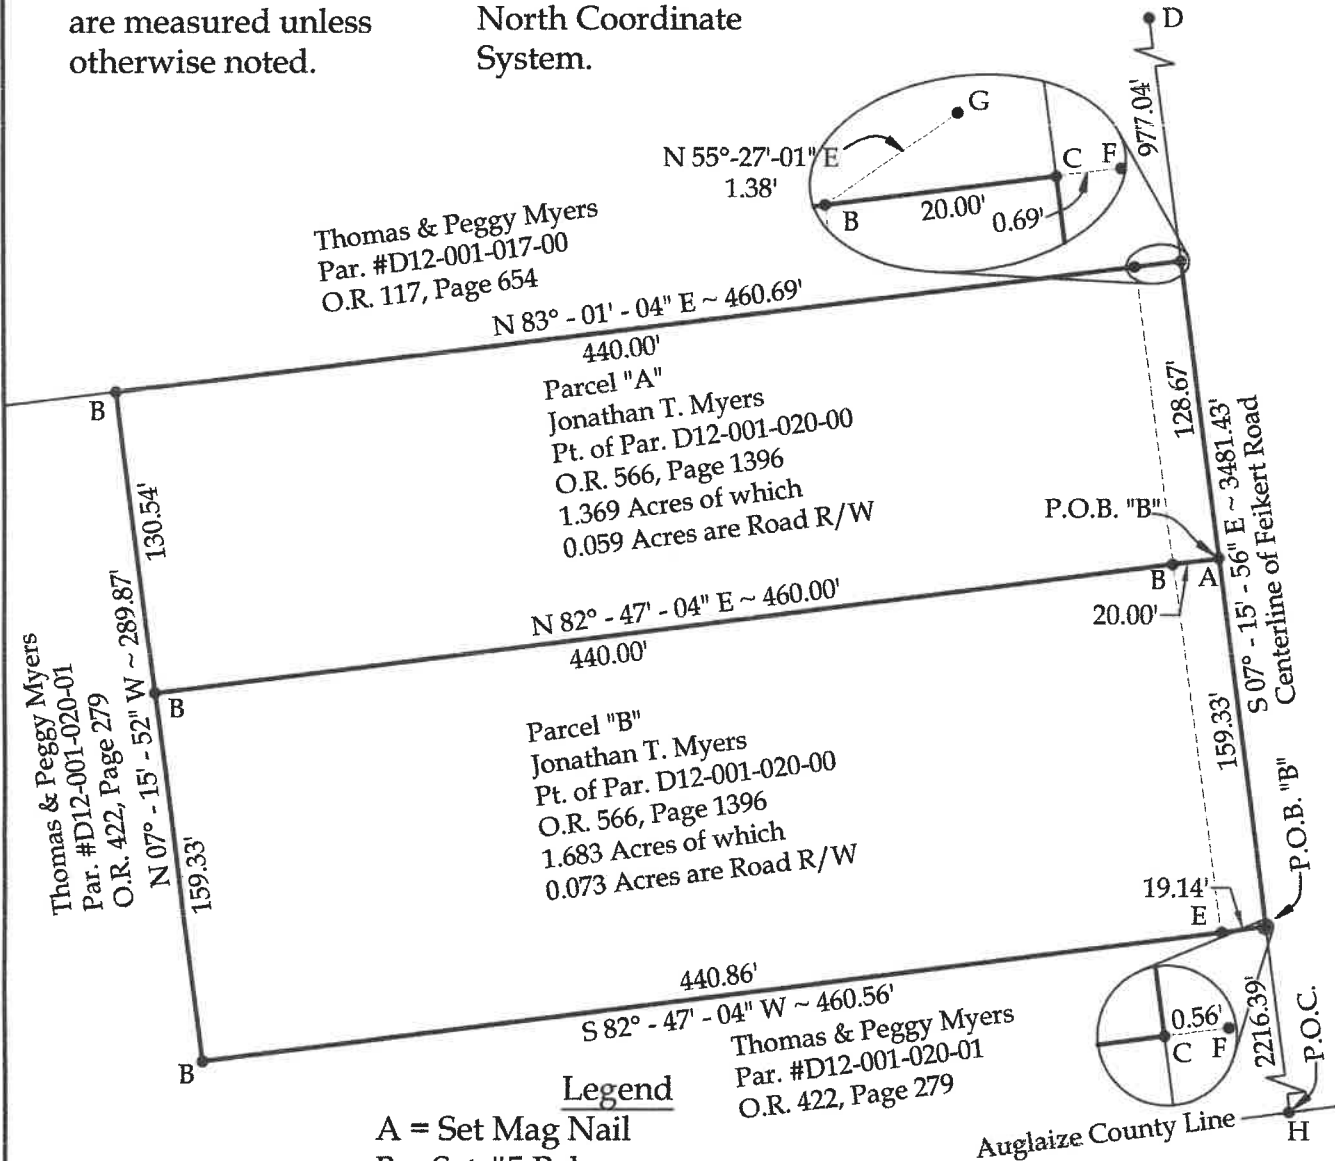 are measured unless
otherwise noted.
North Coordinate
System.
D
977.04'
G
N 55°-27'-01" E
1.38'
C
F
B
20.00'
0.69'
Thomas & Peggy Myers
Par. #D12-001-017-00
O.R. 117, Page 654
N 83° - 01' - 04" E ~ 460.69'
440.00'
B
Parcel "A"
Jonathan T. Myers
Pt. of Par. D12-001-020-00
O.R. 566, Page 1396
1.369 Acres of which
0.059 Acres are Road R/W
130.54'
128.67'
S 07° - 15' - 56" E ~ 3481.43'
Centerline of Feikert Road
P.O.B. "B"
B
A
20.00'
N 82° - 47' - 04" E ~ 460.00'
440.00'
B
Thomas & Peggy Myers
Par. #D12-001-020-01
O.R. 422, Page 279
N 07° - 15' - 52" W ~ 289.87'
159.33'
Parcel "B"
Jonathan T. Myers
Pt. of Par. D12-001-020-00
O.R. 566, Page 1396
1.683 Acres of which
0.073 Acres are Road R/W
159.33'
P.O.B. "B"
19.14'
E
440.86'
S 82° - 47' - 04" W ~ 460.56'
B
Thomas & Peggy Myers
Par. #D12-001-020-01
O.R. 422, Page 279
0.56'
C
F
2216.39'
P.O.C.
H
Auglaize County Line
Legend
A = Set Mag Nail